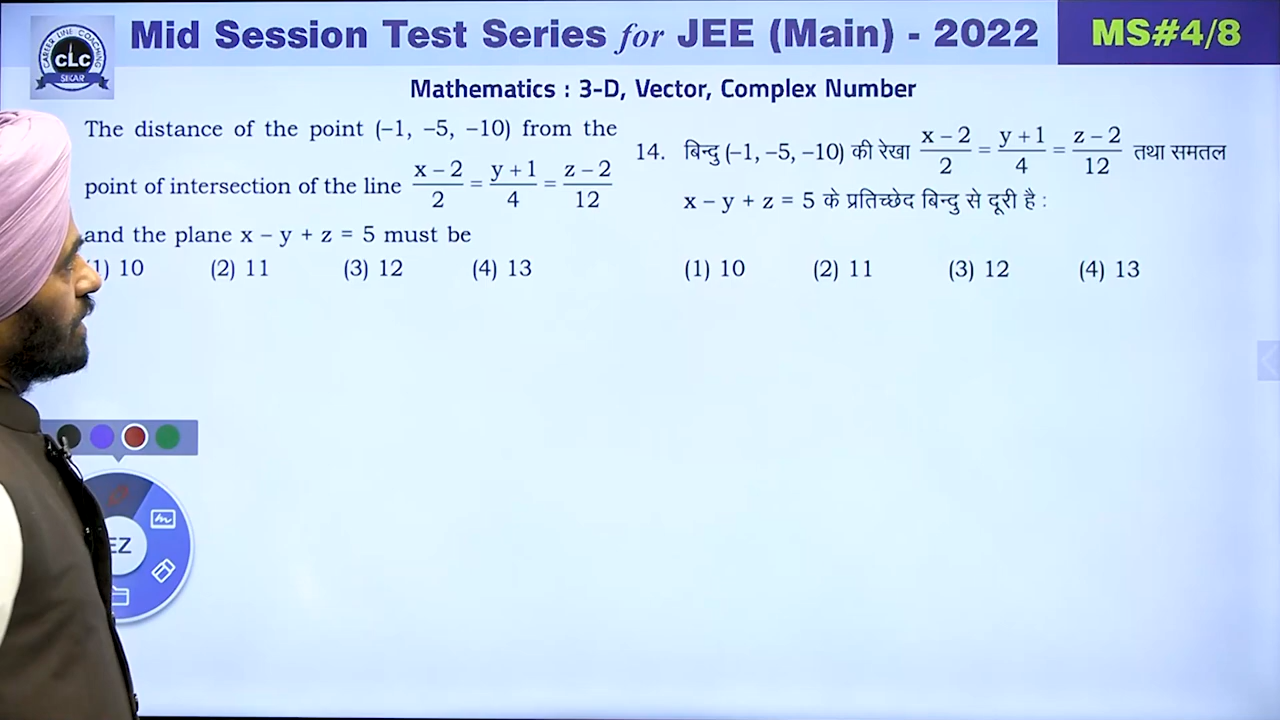 CAREER LINE COACHING
cLc
SIKAR
Mid Session Test Series for JEE (Main) - 2022
MS#4/8
Mathematics : 3-D, Vector, Complex Number
The distance of the point (–1, –5, –10) from the
point of intersection of the line x – 2 / 2 = y + 1 / 4 = z – 2 / 12
and the plane x – y + z = 5 must be
1) 10 (2) 11 (3) 12 (4) 13
14. बिन्दु (–1, –5, –10) की रेखा x – 2 / 2 = y + 1 / 4 = z – 2 / 12 तथा समतल
x – y + z = 5 के प्रतिच्छेद बिन्दु से दूरी है :
(1) 10 (2) 11 (3) 12 (4) 13
EZ